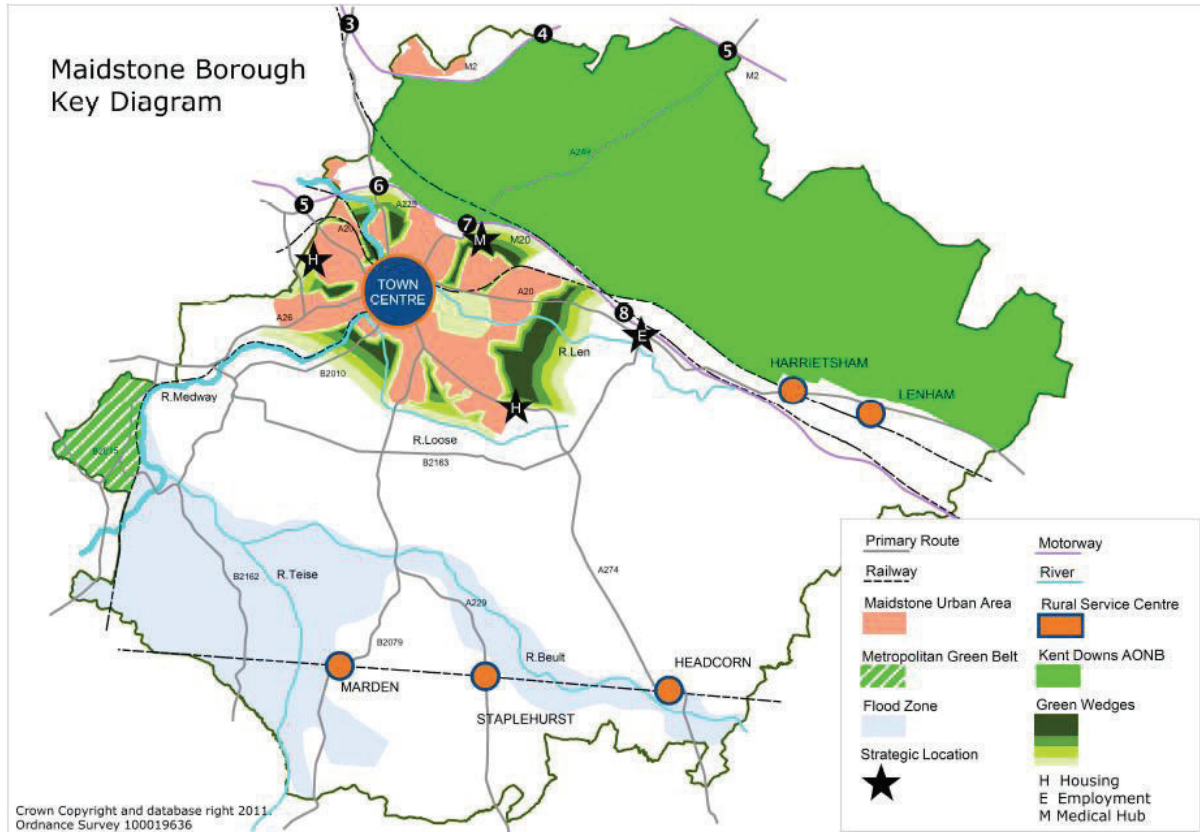 Maidstone Borough
Key Diagram
3
4
5
M2
M2
A249
6
5
A229
A20
7
M
M20
H
TOWN
CENTRE
A20
A26
8
E
R.Len
HARRIETSHAM
LENHAM
B2010
R.Medway
H
R.Loose
B2163
B2015
R.Teise
B2162
A274
A229
B2079
R.Beult
HEADCORN
MARDEN
STAPLEHURST
Primary Route
Motorway
Railway
River
Maidstone Urban Area
Rural Service Centre
Metropolitan Green Belt
Kent Downs AONB
Flood Zone
Green Wedges
Strategic Location
H Housing
E Employment
M Medical Hub
Crown Copyright and database right 2011.
Ordnance Survey 100019636